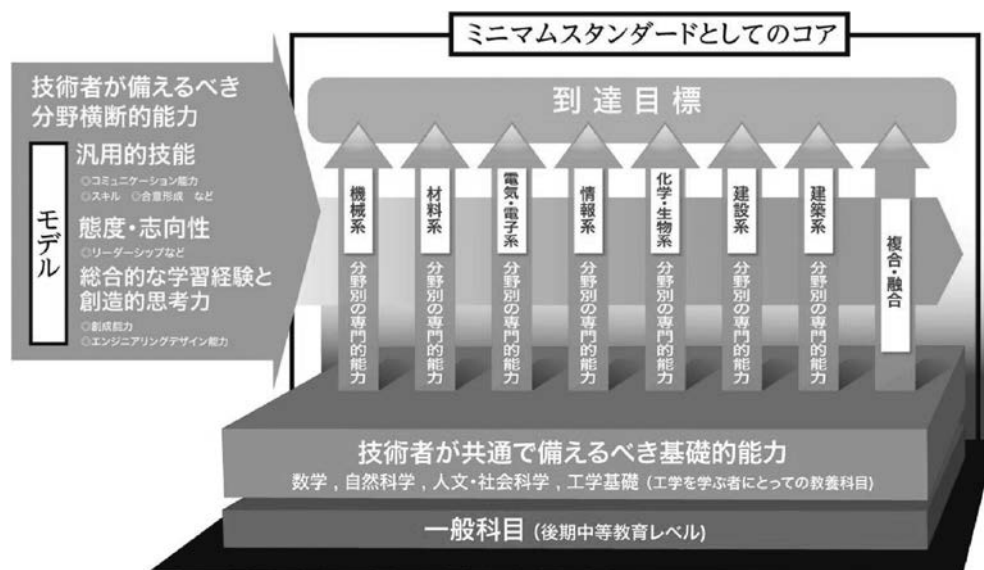 ミニマムスタンダードとしてのコア
技術者が備えるべき
分野横断的能力
モデル
汎用的技能
○コミュニケーション能力
○スキル ○合意形成 など
態度・志向性
○リーダーシップなど
総合的な学習経験と
創造的思考力
○創成能力
○エンジニアリングデザイン能力
到達目標
機械系
分野別の専門的能力
材料系
分野別の専門的能力
電気・電子系
分野別の専門的能力
情報系
分野別の専門的能力
化学・生物系
分野別の専門的能力
建設系
分野別の専門的能力
建築系
分野別の専門的能力
複合・融合
技術者が共通で備えるべき基礎的能力
数学 , 自然科学 , 人文・社会科学 , 工学基礎 (工学を学ぶ者にとっての教養科目)
一般科目 (後期中等教育レベル)